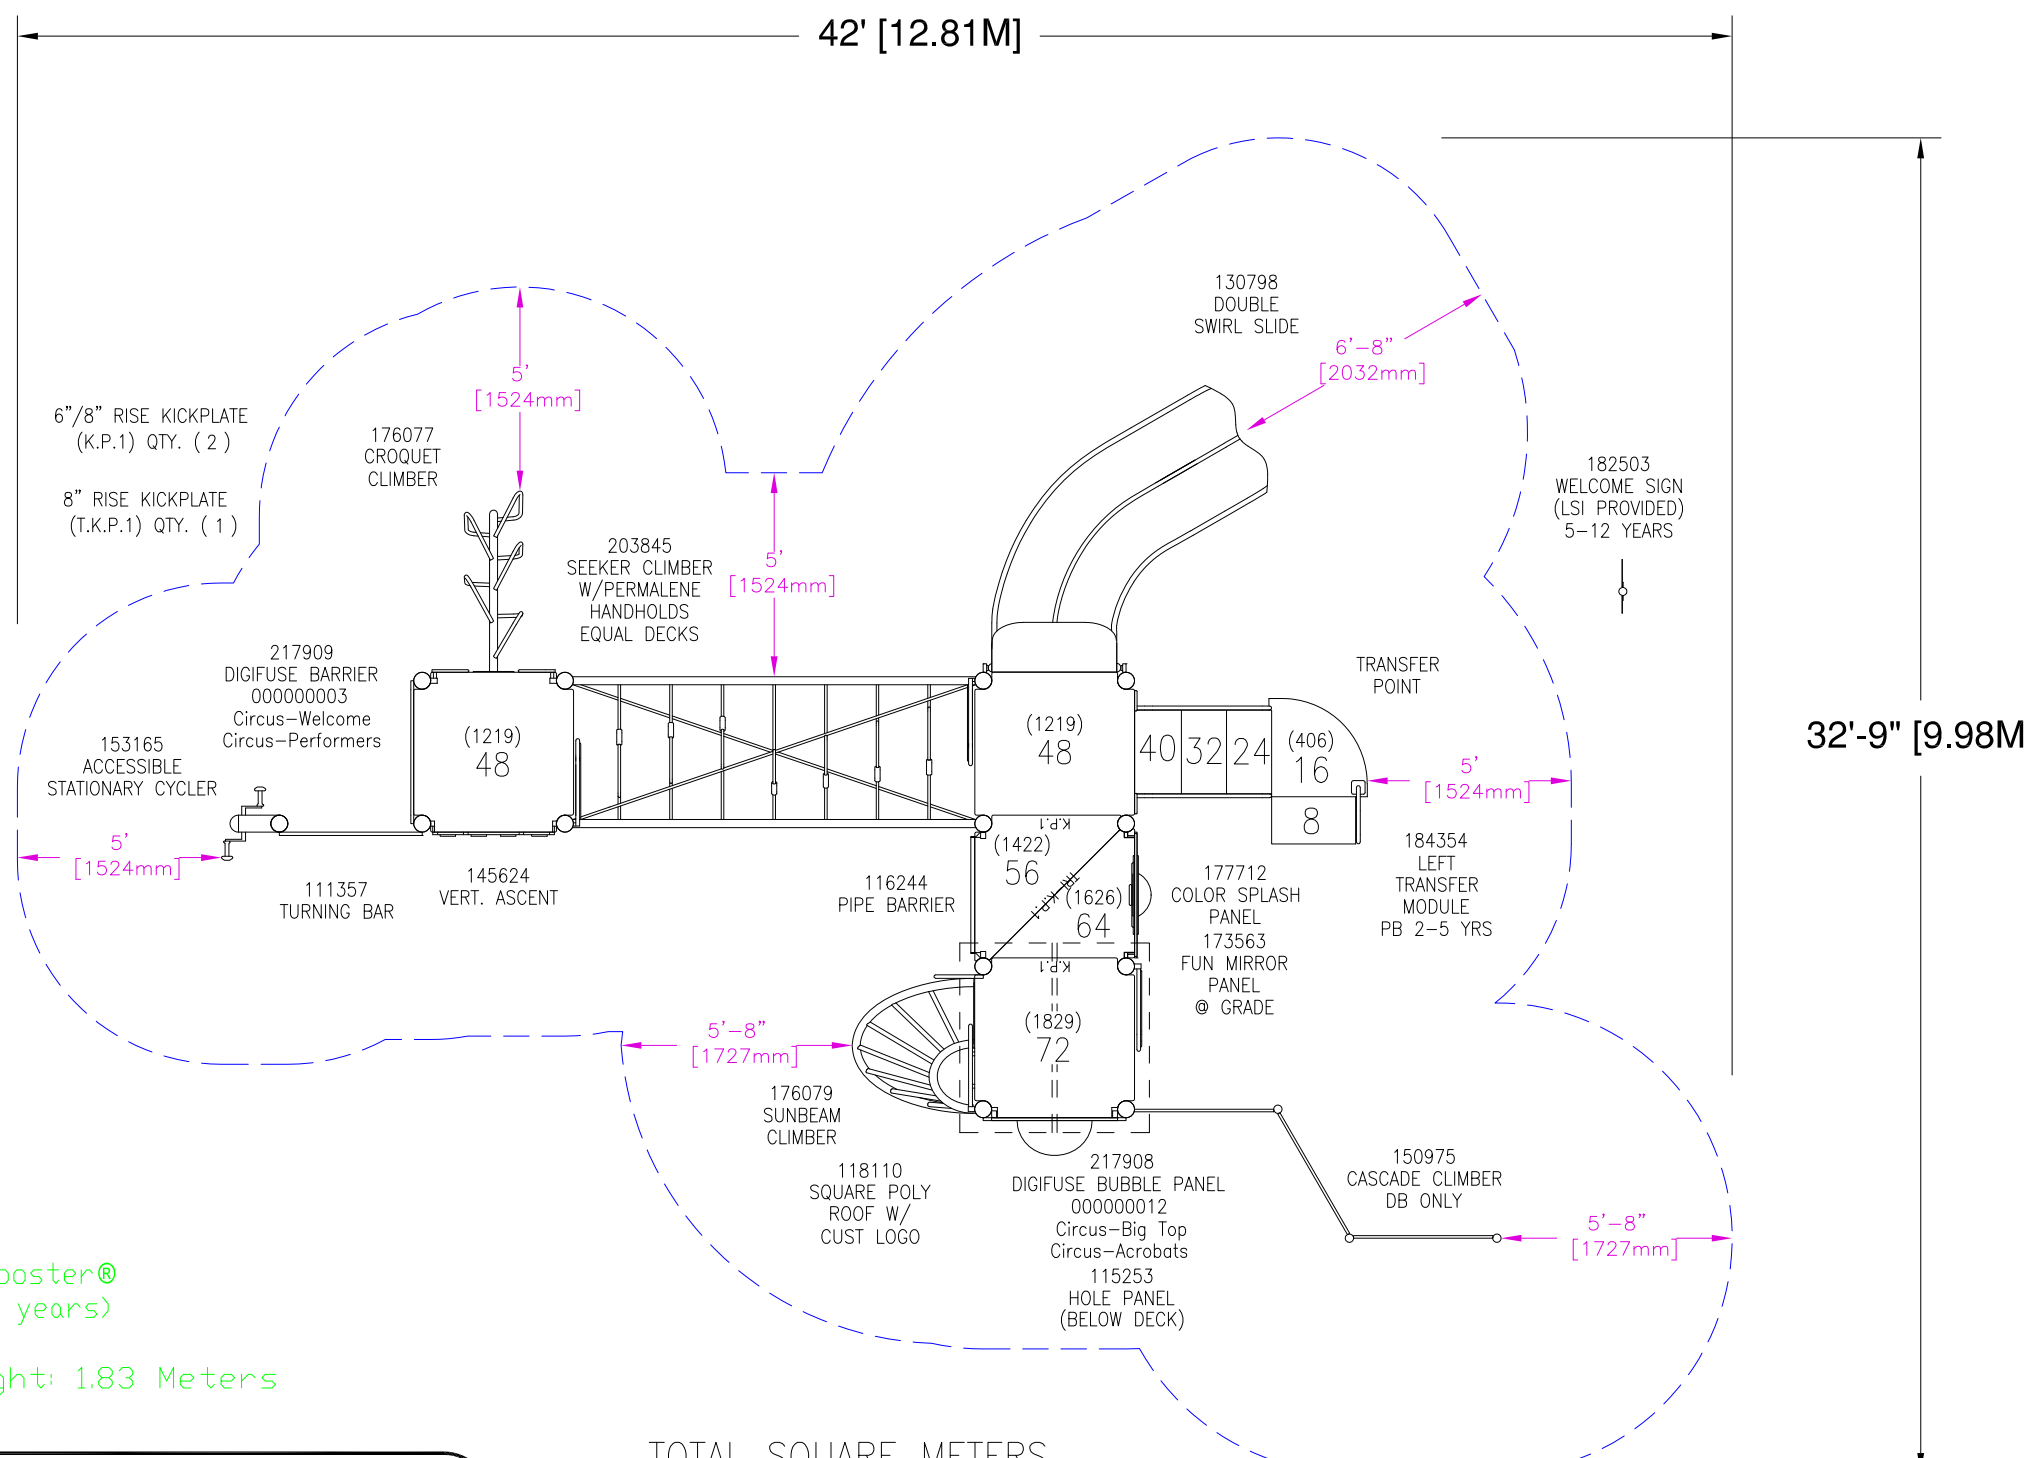 42' [12.81M]
130798
DOUBLE
SWIRL SLIDE
6'-8"
[2032mm]
5'
[1524mm]
6"/8" RISE KICKPLATE
(K.P.1) QTY. ( 2 )
8" RISE KICKPLATE
(T.K.P.1) QTY. ( 1 )
176077
CROQUET
CLIMBER
182503
WELCOME SIGN
(LSI PROVIDED)
5-12 YEARS
203845
SEEKER CLIMBER
W/PERMALENE
HANDHOLDS
EQUAL DECKS
5'
[1524mm]
217909
DIGIFUSE BARRIER
000000003
Circus-Welcome
Circus-Performers
TRANSFER
POINT
153165
ACCESSIBLE
STATIONARY CYCLER
(1219)
48
(1219)
48
40
32
24
(406)
16
8
32'-9" [9.98M
5'
[1524mm]
5'
[1524mm]
111357
TURNING BAR
145624
VERT. ASCENT
116244
PIPE BARRIER
K.P.1
(1422)
56
T.K.P.1
(1626)
64
K.P.1
177712
COLOR SPLASH
PANEL
173563
FUN MIRROR
PANEL
@ GRADE
184354
LEFT
TRANSFER
MODULE
PB 2-5 YRS
5'-8"
[1727mm]
(1829)
72
176079
SUNBEAM
CLIMBER
118110
SQUARE POLY
ROOF W/
CUST LOGO
217908
DIGIFUSE BUBBLE PANEL
000000012
Circus-Big Top
Circus-Acrobats
115253
HOLE PANEL
(BELOW DECK)
150975
CASCADE CLIMBER
DB ONLY
5'-8"
[1727mm]
ooster®
years)
ght: 1.83 Meters
TOTAL SQUARE METERS